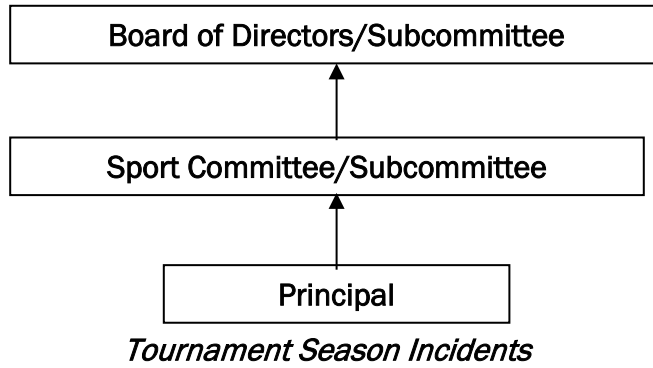 Board of Directors/Subcommittee
Sport Committee/Subcommittee
Principal
Tournament Season Incidents